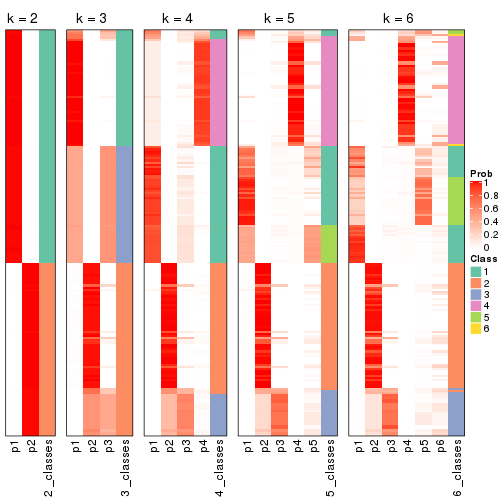 k = 2
k = 3
k = 4
k = 5
k = 6
p1
p2
2_classes
p1
p2
p3
3_classes
p1
p2
p3
p4
4_classes
p1
p2
p3
p4
p5
5_classes
p1
p2
p3
p4
p5
p6
6_classes
Prob
1
0.8
0.6
0.4
0.2
0
Class
1
2
3
4
5
6